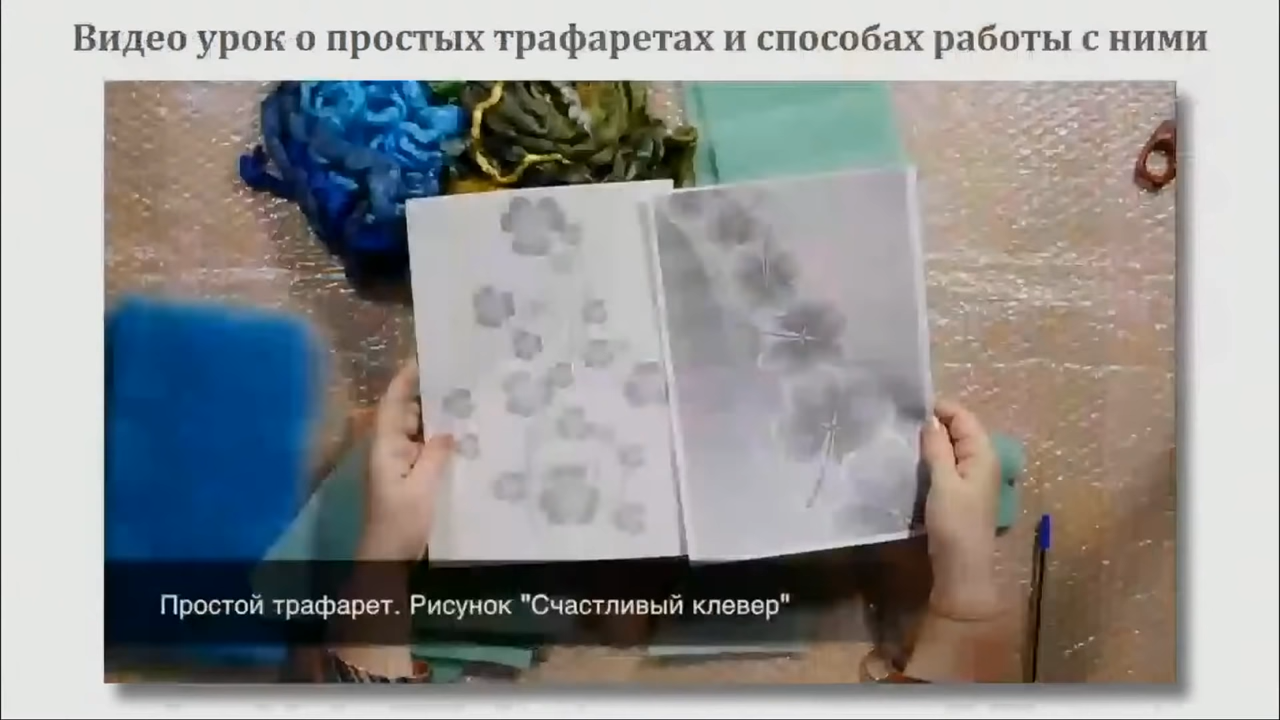 Видео урок о простых трафаретах и способах работы с ними
Простой трафарет. Рисунок "Счастливый клевер"